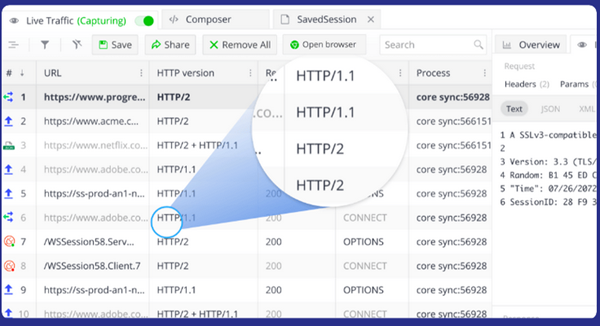 Live Traffic (Capturing) Composer SavedSession
Save Share Remove All Open browser Search Overview
Request
# URL HTTP version Process Headers (2) Params
1 https://www.progre... HTTP/2 core sync:56928
Text JSON XML
2 https://www.acme.c... HTTP/2 core sync:566151
3 https://www.netflix.co... HTTP/2 + HTTP/1.1 core sync:566151
4 https://www.adobe.co... HTTP/1.1 core sync:56928
5 https://ss-prod-an1-n... HTTP/1.1 200 OPTIONS core sync:56928
6 https://www.adobe.co... HTTP/1.1 200 CONNECT core sync:56928
7 /WSSession58.Serv... HTTP/2 200 OPTIONS core sync:56928
8 /WSSession58.Client.7 HTTP/2 200 CONNECT core sync:56928
9 https://ss-prod-an1-n... HTTP/1.1 200 OPTIONS core sync:56928
10 https://www.adobe.co... HTTP/2 + HTTP/1.1 200 CONNECT core sync:56928
HTTP/1.1
.co... HTTP/1.1
HTTP/2
HTTP/2
1 A SSLv3-compatible
2
3 Version: 3.3 (TLS/
4 Random: B1 45 ED C
5 "Time": 07/26/2022
6 SessionID: 28 F9 3